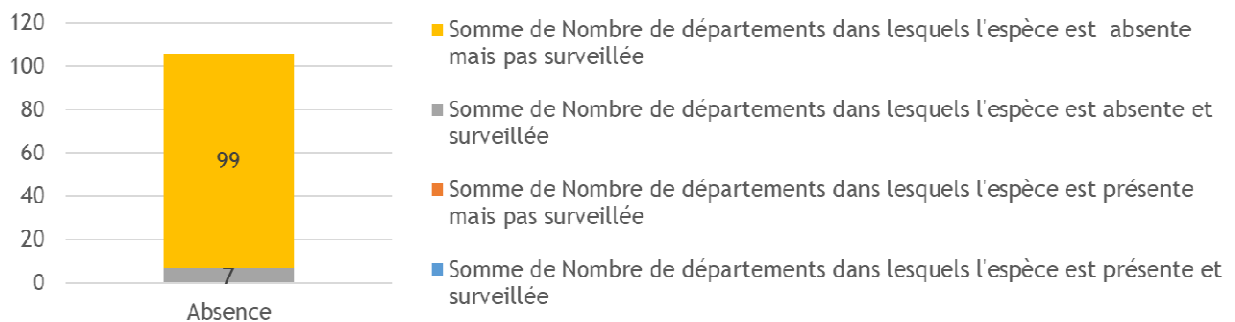 120
100
80
60
40
20
0
99
7
Absence
Somme de Nombre de départements dans lesquels l'espèce est absente
mais pas surveillée
Somme de Nombre de départements dans lesquels l'espèce est absente et
surveillée
Somme de Nombre de départements dans lesquels l'espèce est présente
mais pas surveillée
Somme de Nombre de départements dans lesquels l'espèce est présente et
surveillée